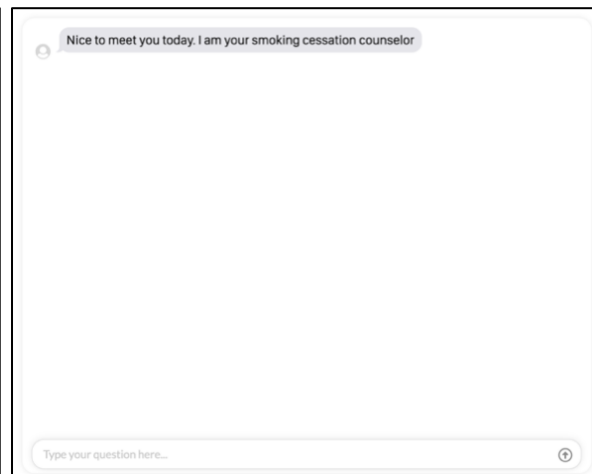 Nice to meet you today. I am your smoking cessation counselor
Type your question here...